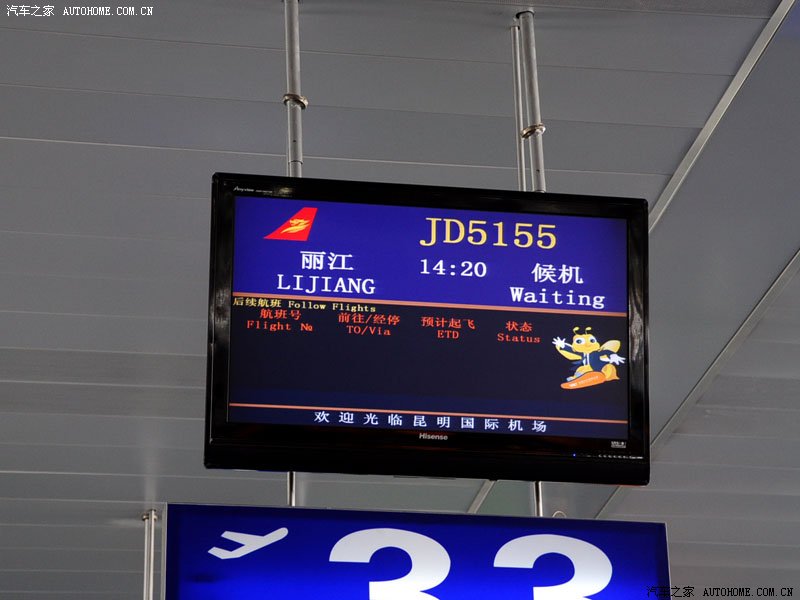 汽车之家 AUTOHOME.COM.CN
JD5155
丽江 14:20 候机
LIJIANG Waiting
后续航班 Follow Flights
航班号 前往/经停 预计起飞 状态
Flight № TO/Via ETD Status
欢迎光临昆明国际机场
Hisense
33
汽车之家 AUTOHOME.COM.CN